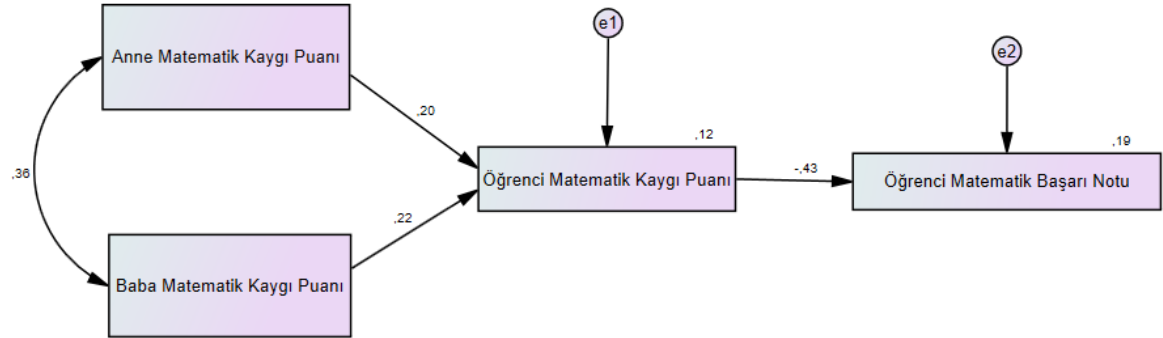 e1
Anne Matematik Kaygı Puanı
e2
,20
,12
,19
,36
Öğrenci Matematik Kaygı Puanı
-,43
Öğrenci Matematik Başarı Notu
,22
Baba Matematik Kaygı Puanı